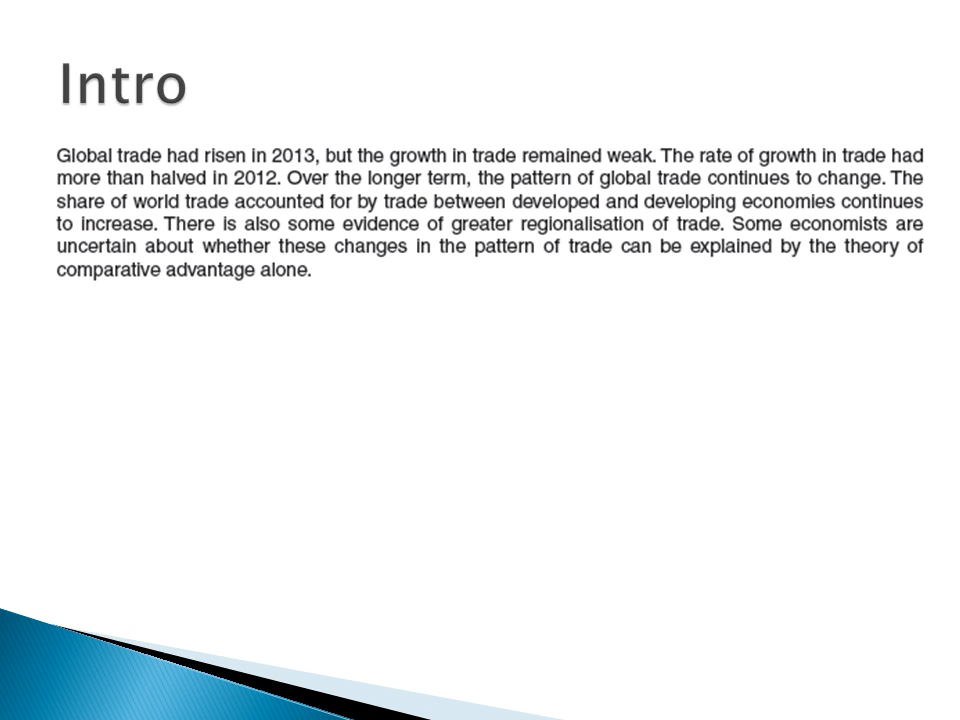 Intro
Global trade had risen in 2013, but the growth in trade remained weak. The rate of growth in trade had
more than halved in 2012. Over the longer term, the pattern of global trade continues to change. The
share of world trade accounted for by trade between developed and developing economies continues
to increase. There is also some evidence of greater regionalisation of trade. Some economists are
uncertain about whether these changes in the pattern of trade can be explained by the theory of
comparative advantage alone.